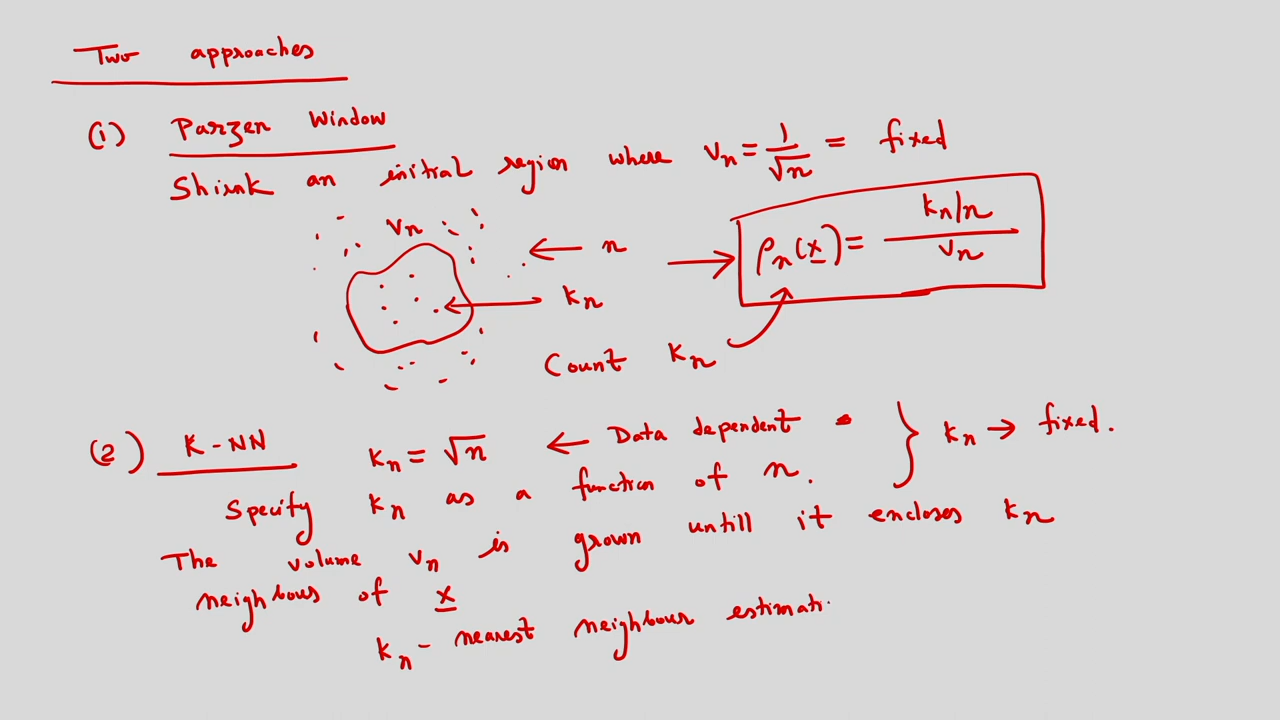 Two approaches
(1) Parzen Window
Shrink an initial region where Vn = 1/√n = fixed
Vn
← n
→ ρn(x) = kn/n / Vn
← kn
Count kn
(2) K-NN kn = √n ← Data dependent } kn → fixed.
Specify kn as a function of n.
The volume Vn is grown untill it encloses kn
neighbours of x
kn - nearest neighbour estimati